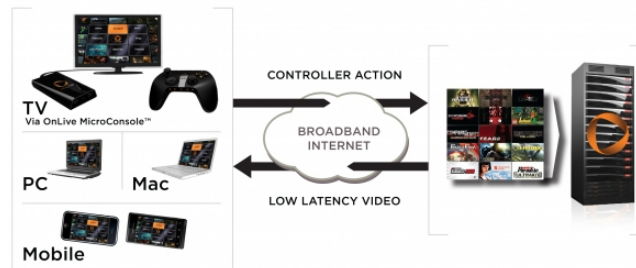 TV
Via OnLive MicroConsole™
PC
Mac
Mobile
CONTROLLER ACTION
BROADBAND
INTERNET
LOW LATENCY VIDEO